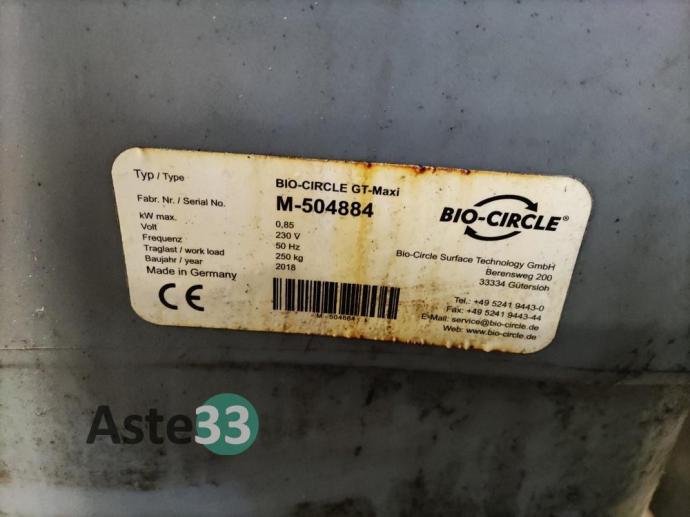 Typ / Type BIO-CIRCLE GT-Maxi
Fabr. Nr. / Serial No. M-504884
kW max. 0,85
Volt 230 V
Frequenz 50 Hz
Traglast / work load 250 kg
Baujahr / year 2018
Made in Germany
CE
M - 504884
BIO-CIRCLE®
Bio-Circle Surface Technology GmbH
Berensweg 200
33334 Gütersloh
Tel.: +49 5241 9443-0
Fax: +49 5241 9443-44
E-Mail: service@bio-circle.de
Web: www.bio-circle.de
Aste33